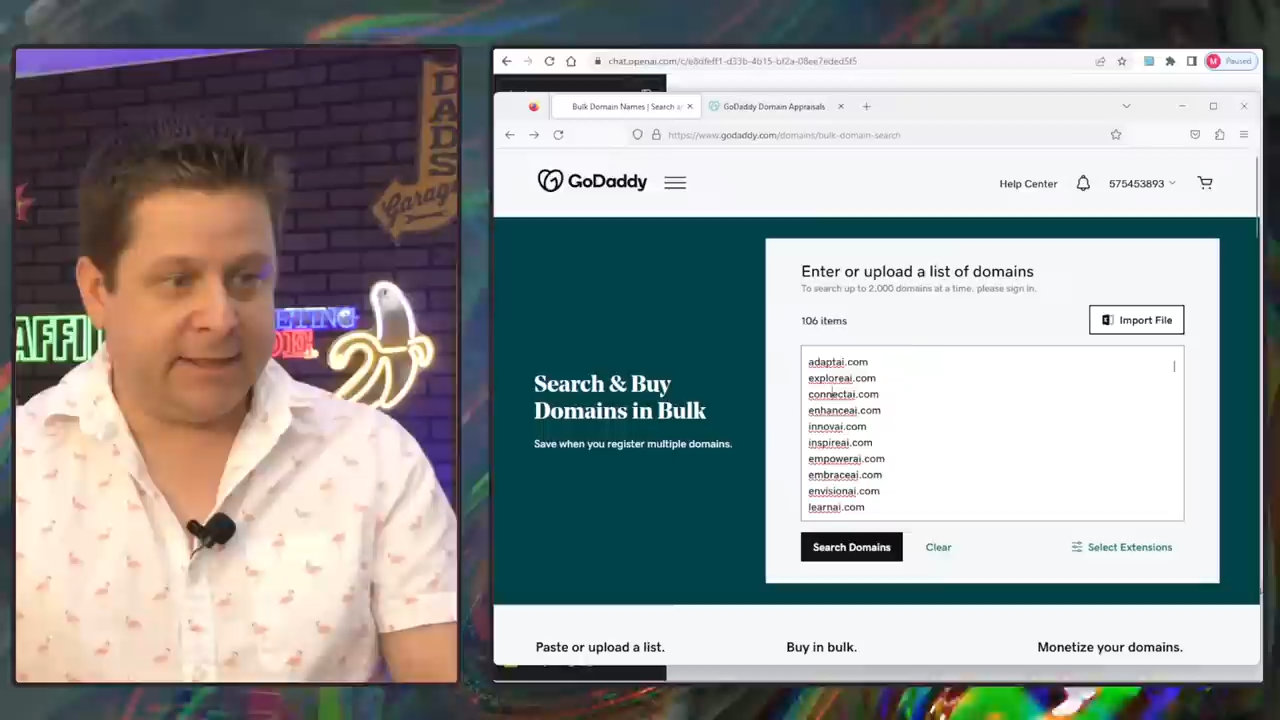 DADS
Garage
AFFI
ETING
chat.openai.com/c/e8dfeff1-d33b-4b15-bf2a-08ee7eded5f5
M Paused
Bulk Domain Names | Search a
GoDaddy Domain Appraisals
https://www.godaddy.com/domains/bulk-domain-search
GoDaddy
Help Center
575453893
Search & Buy
Domains in Bulk
Save when you register multiple domains.
Enter or upload a list of domains
To search up to 2,000 domains at a time, please sign in.
106 items
Import File
adaptai.com
exploreai.com
connectai.com
enhanceai.com
innovai.com
inspireai.com
empowerai.com
embraceai.com
envisionai.com
learnai.com
Search Domains
Clear
Select Extensions
Paste or upload a list.
Buy in bulk.
Monetize your domains.